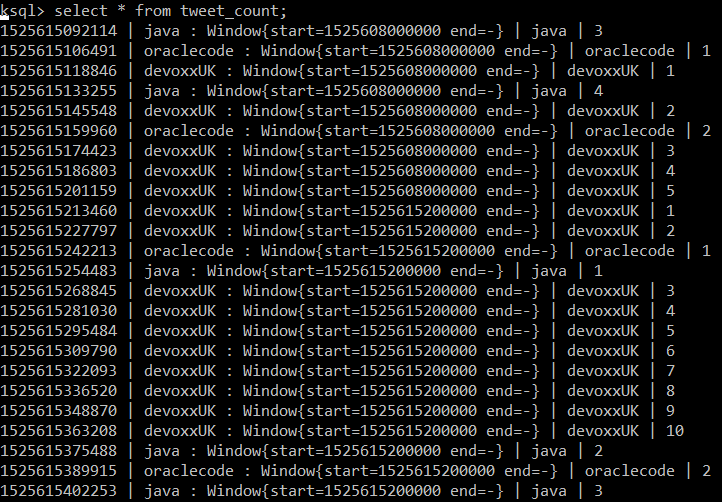 ksql> select * from tweet_count;
1525615092114 | java : Window{start=1525608000000 end=-} | java | 3
1525615106491 | oraclecode : Window{start=1525608000000 end=-} | oraclecode | 1
1525615118846 | devoxxUK : Window{start=1525608000000 end=-} | devoxxUK | 1
1525615133255 | java : Window{start=1525608000000 end=-} | java | 4
1525615145548 | devoxxUK : Window{start=1525608000000 end=-} | devoxxUK | 2
1525615159960 | oraclecode : Window{start=1525608000000 end=-} | oraclecode | 2
1525615174423 | devoxxUK : Window{start=1525608000000 end=-} | devoxxUK | 3
1525615186803 | devoxxUK : Window{start=1525608000000 end=-} | devoxxUK | 4
1525615201159 | devoxxUK : Window{start=1525608000000 end=-} | devoxxUK | 5
1525615213460 | devoxxUK : Window{start=1525615200000 end=-} | devoxxUK | 1
1525615227797 | devoxxUK : Window{start=1525615200000 end=-} | devoxxUK | 2
1525615242213 | oraclecode : Window{start=1525615200000 end=-} | oraclecode | 1
1525615254483 | java : Window{start=1525615200000 end=-} | java | 1
1525615268845 | devoxxUK : Window{start=1525615200000 end=-} | devoxxUK | 3
1525615281030 | devoxxUK : Window{start=1525615200000 end=-} | devoxxUK | 4
1525615295484 | devoxxUK : Window{start=1525615200000 end=-} | devoxxUK | 5
1525615309790 | devoxxUK : Window{start=1525615200000 end=-} | devoxxUK | 6
1525615322093 | devoxxUK : Window{start=1525615200000 end=-} | devoxxUK | 7
1525615336520 | devoxxUK : Window{start=1525615200000 end=-} | devoxxUK | 8
1525615348870 | devoxxUK : Window{start=1525615200000 end=-} | devoxxUK | 9
1525615363208 | devoxxUK : Window{start=1525615200000 end=-} | devoxxUK | 10
1525615375488 | java : Window{start=1525615200000 end=-} | java | 2
1525615389915 | oraclecode : Window{start=1525615200000 end=-} | oraclecode | 2
1525615402253 | java : Window{start=1525615200000 end=-} | java | 3